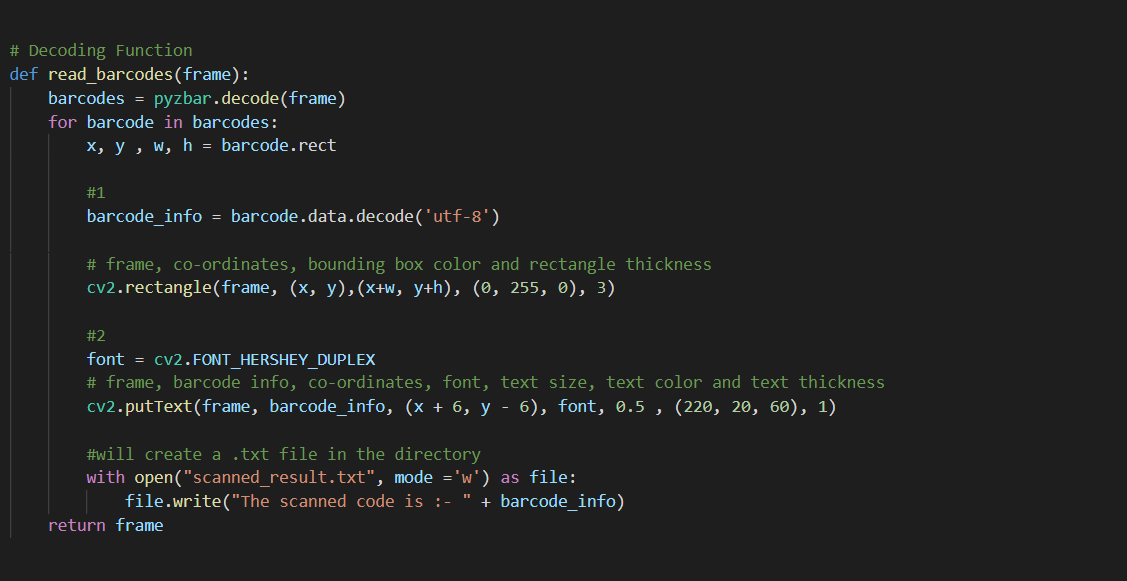 # Decoding Function
def read_barcodes(frame):
    barcodes = pyzbar.decode(frame)
    for barcode in barcodes:
        x, y , w, h = barcode.rect

        #1
        barcode_info = barcode.data.decode('utf-8')

        # frame, co-ordinates, bounding box color and rectangle thickness
        cv2.rectangle(frame, (x, y),(x+w, y+h), (0, 255, 0), 3)

        #2
        font = cv2.FONT_HERSHEY_DUPLEX
        # frame, barcode info, co-ordinates, font, text size, text color and text thickness
        cv2.putText(frame, barcode_info, (x + 6, y - 6), font, 0.5 , (220, 20, 60), 1)

        #will create a .txt file in the directory
        with open("scanned_result.txt", mode ='w') as file:
            file.write("The scanned code is :- " + barcode_info)
    return frame